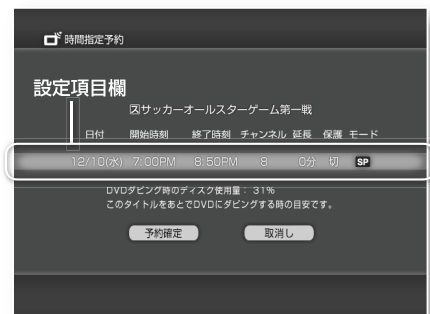 時間指定予約
設定項目欄
図サッカーオールスターゲーム第一戦
日付 開始時刻 終了時刻 チャンネル 延長 保護 モード
12/10(水) 7:00PM 8:50PM 8 0分 切 SP
DVDダビング時のディスク使用量: 31%
このタイトルをあとでDVDにダビングする時の目安です。
予約確定 取消し